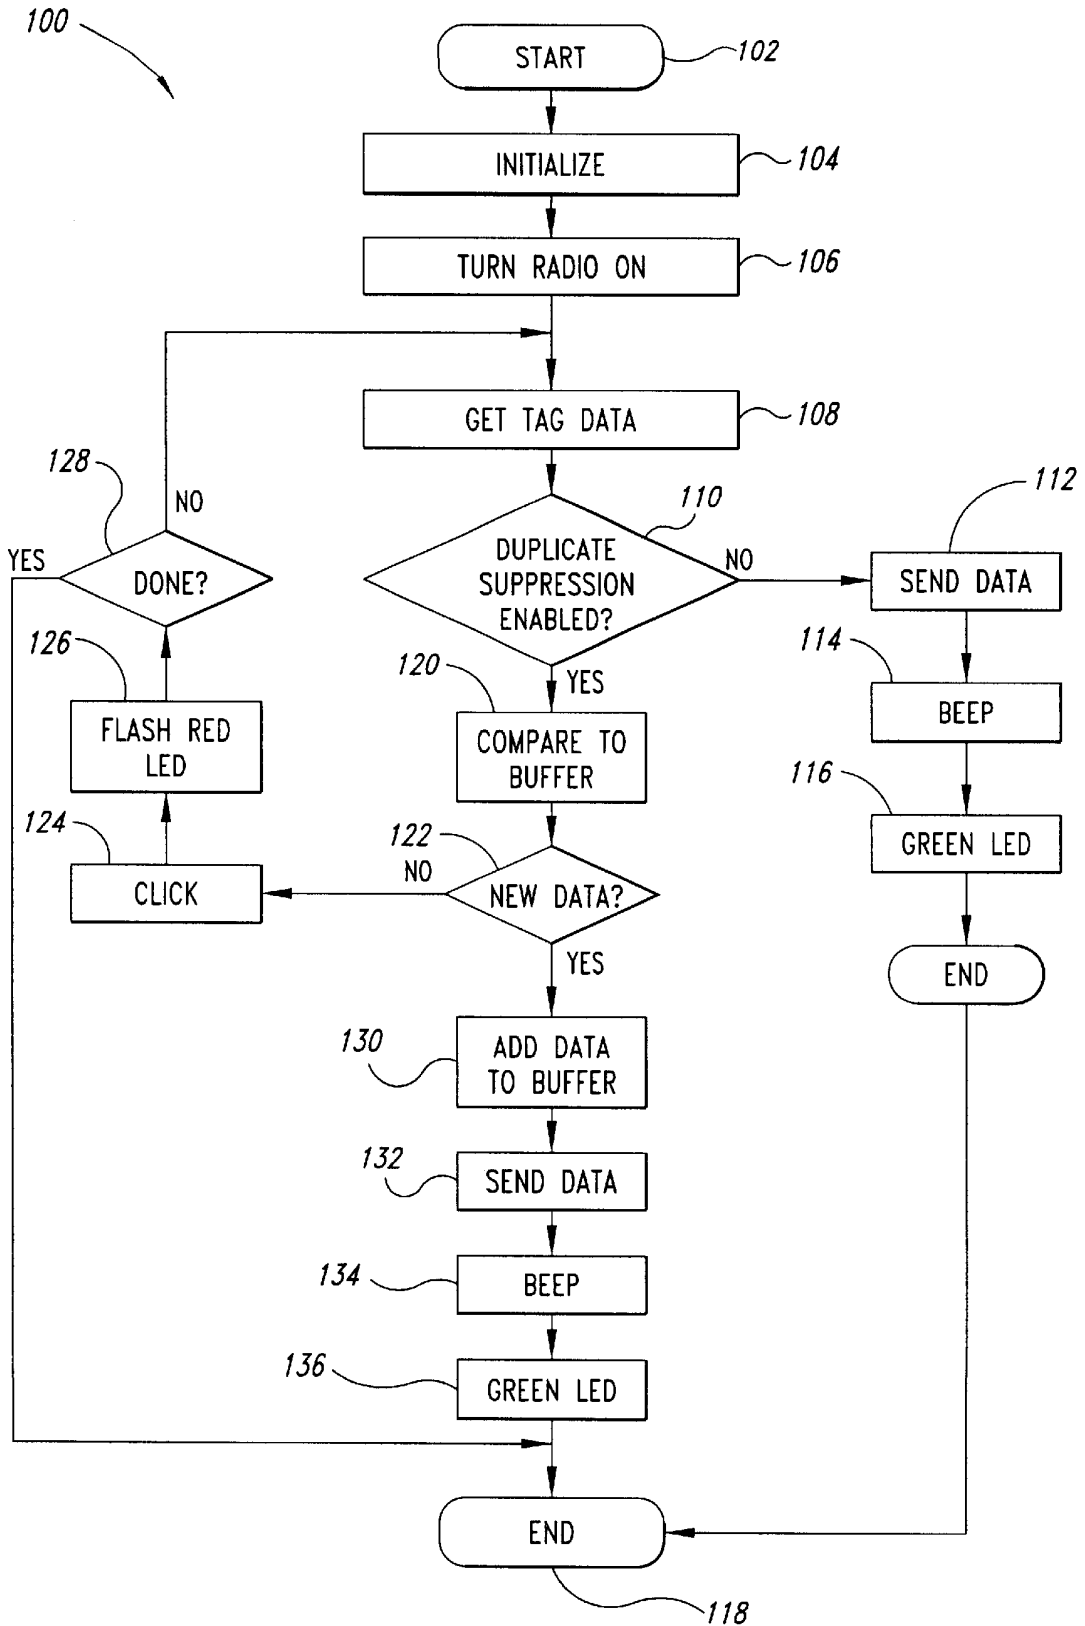 100
START
102
INITIALIZE
104
TURN RADIO ON
106
GET TAG DATA
108
128
NO
YES
DONE?
110
DUPLICATE
SUPPRESSION
ENABLED?
NO
YES
112
SEND DATA
114
BEEP
116
GREEN LED
END
126
FLASH RED
LED
124
CLICK
120
COMPARE TO
BUFFER
122
NO
NEW DATA?
YES
130
ADD DATA
TO BUFFER
132
SEND DATA
134
BEEP
136
GREEN LED
END
118